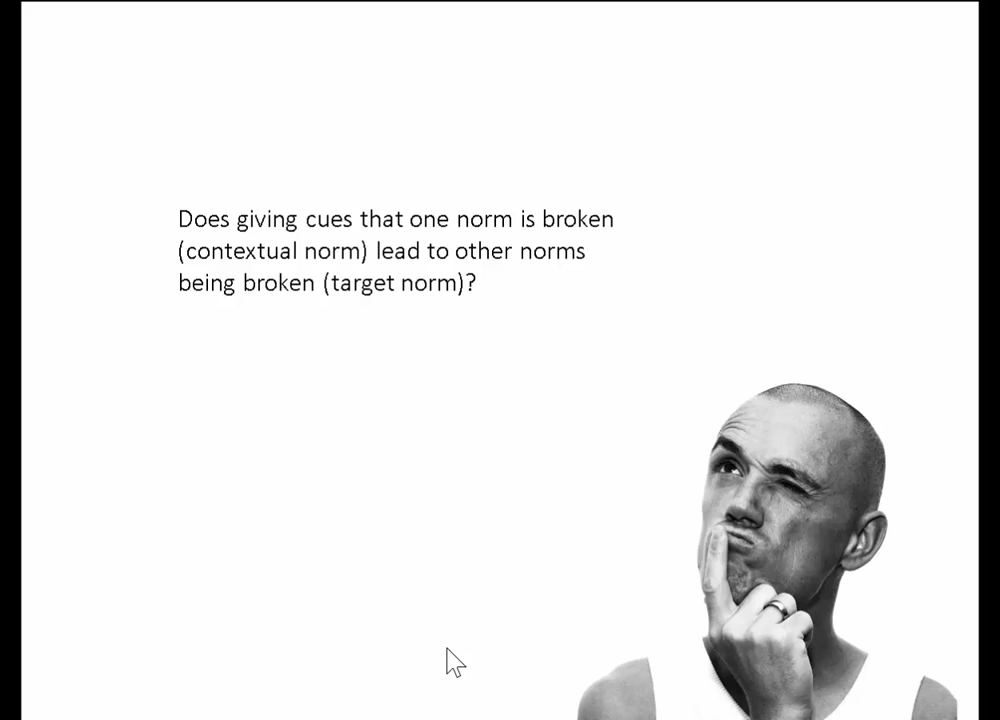 Does giving cues that one norm is broken
(contextual norm) lead to other norms
being broken (target norm)?